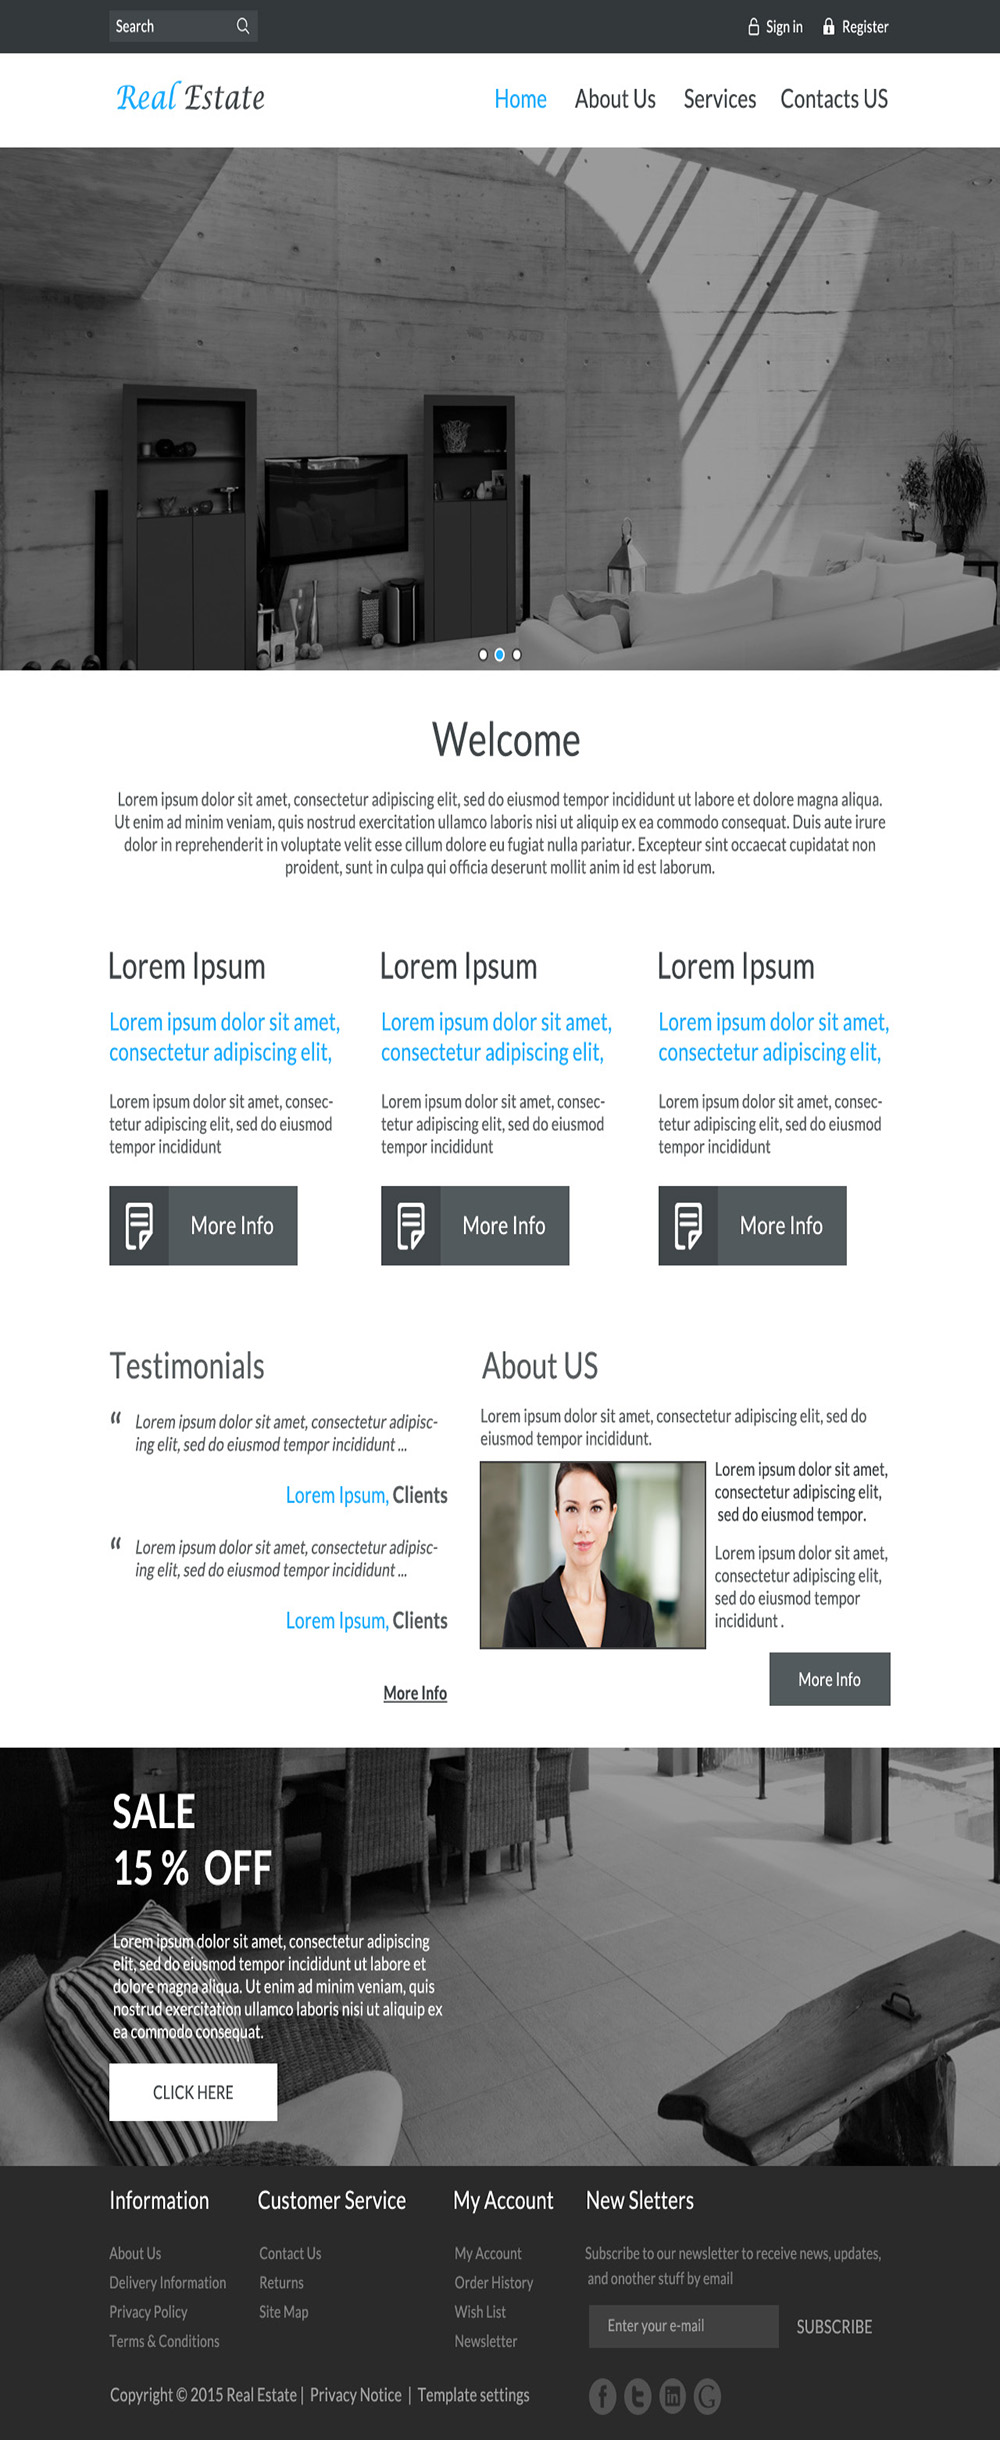 Search
Sign in
Register
Real Estate
Home
About Us
Services
Contacts US
Welcome
Lorem ipsum dolor sit amet, consectetur adipiscing elit, sed do eiusmod tempor incididunt ut labore et dolore magna aliqua.
Ut enim ad minim veniam, quis nostrud exercitation ullamco laboris nisi ut aliquip ex ea commodo consequat. Duis aute irure
dolor in reprehenderit in voluptate velit esse cillum dolore eu fugiat nulla pariatur. Excepteur sint occaecat cupidatat non
proident, sunt in culpa qui officia deserunt mollit anim id est laborum.
Lorem Ipsum
Lorem ipsum dolor sit amet,
consectetur adipiscing elit,
Lorem ipsum dolor sit amet, consec-
tetur adipiscing elit, sed do eiusmod
tempor incididunt
More Info
Lorem Ipsum
Lorem ipsum dolor sit amet,
consectetur adipiscing elit,
Lorem ipsum dolor sit amet, consec-
tetur adipiscing elit, sed do eiusmod
tempor incididunt
More Info
Lorem Ipsum
Lorem ipsum dolor sit amet,
consectetur adipiscing elit,
Lorem ipsum dolor sit amet, consec-
tetur adipiscing elit, sed do eiusmod
tempor incididunt
More Info
Testimonials
“ Lorem ipsum dolor sit amet, consectetur adipisc-
ing elit, sed do eiusmod tempor incididunt ...
Lorem Ipsum, Clients
“ Lorem ipsum dolor sit amet, consectetur adipisc-
ing elit, sed do eiusmod tempor incididunt ...
Lorem Ipsum, Clients
More Info
About US
Lorem ipsum dolor sit amet, consectetur adipiscing elit, sed do
eiusmod tempor incididunt.
Lorem ipsum dolor sit amet,
consectetur adipiscing elit,
sed do eiusmod tempor.
Lorem ipsum dolor sit amet,
consectetur adipiscing elit,
sed do eiusmod tempor
incididunt .
More Info
SALE
15 % OFF
Lorem ipsum dolor sit amet, consectetur adipiscing
elit, sed do eiusmod tempor incididunt ut labore et
dolore magna aliqua. Ut enim ad minim veniam, quis
nostrud exercitation ullamco laboris nisi ut aliquip ex
ea commodo consequat.
CLICK HERE
Information
About Us
Delivery Information
Privacy Policy
Terms & Conditions
Customer Service
Contact Us
Returns
Site Map
My Account
My Account
Order History
Wish List
Newsletter
New Sletters
Subscribe to our newsletter to receive news, updates,
and onother stuff by email
Enter your e-mail
SUBSCRIBE
Copyright © 2015 Real Estate | Privacy Notice | Template settings
f t in G